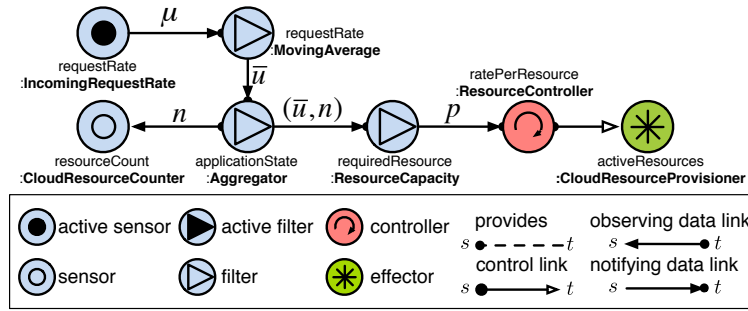 μ
requestRate
:IncomingRequestRate
requestRate
:MovingAverage
u̅
ratePerResource
:ResourceController
n
(u̅, n)
p
resourceCount
:CloudResourceCounter
applicationState
:Aggregator
requiredResource
:ResourceCapacity
activeResources
:CloudResourceProvisioner
active sensor
active filter
controller
provides
s t
observing data link
s t
sensor
filter
effector
control link
s t
notifying data link
s t